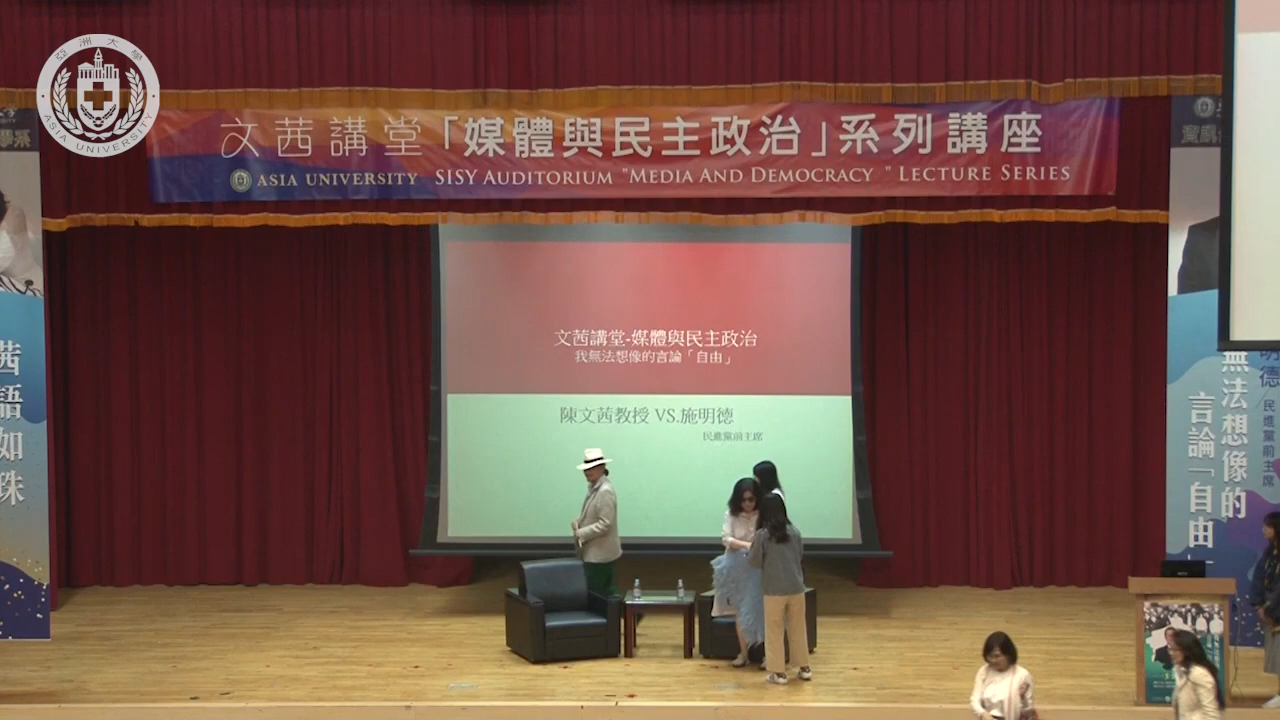 亞洲大學
ASIA UNIVERSITY
文茜講堂「媒體與民主政治」系列講座
ASIA UNIVERSITY SISY AUDITORIUM "MEDIA AND DEMOCRACY " LECTURE SERIES
文茜講堂-媒體與民主政治
我無法想像的言論「自由」
陳文茜教授 VS.施明德
民進黨前主席
學系
茜語如珠
明德
民進黨前主席
無法想像的
言論「自由